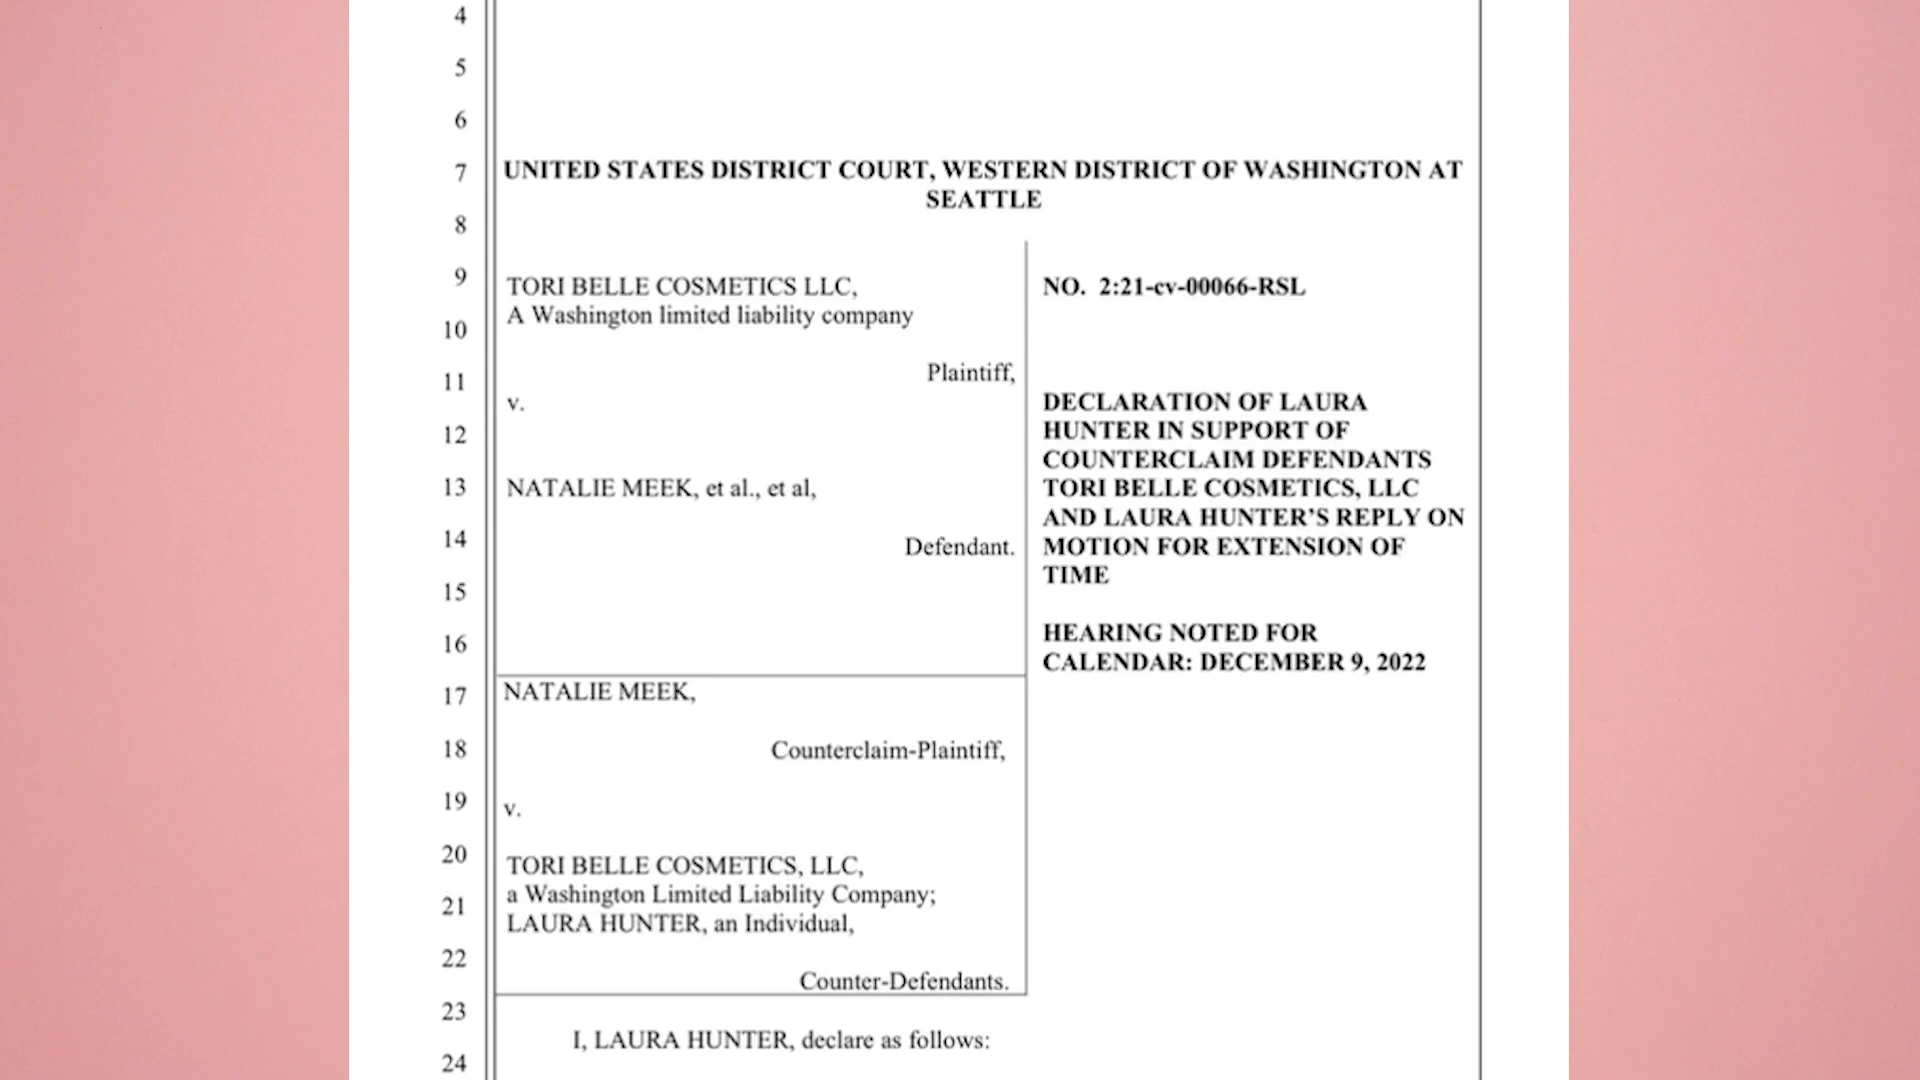 4
5
6
7 UNITED STATES DISTRICT COURT, WESTERN DISTRICT OF WASHINGTON AT
SEATTLE
8
9 TORI BELLE COSMETICS LLC,
A Washington limited liability company
10
Plaintiff,
11
v.
12
13 NATALIE MEEK, et al., et al,
14 Defendant.
15
16
NO. 2:21-cv-00066-RSL
DECLARATION OF LAURA
HUNTER IN SUPPORT OF
COUNTERCLAIM DEFENDANTS
TORI BELLE COSMETICS, LLC
AND LAURA HUNTER’S REPLY ON
MOTION FOR EXTENSION OF
TIME
HEARING NOTED FOR
CALENDAR: DECEMBER 9, 2022
17 NATALIE MEEK,
18 Counterclaim-Plaintiff,
19 v.
20 TORI BELLE COSMETICS, LLC,
a Washington Limited Liability Company;
21
LAURA HUNTER, an Individual,
22
Counter-Defendants.
23
I, LAURA HUNTER, declare as follows:
24